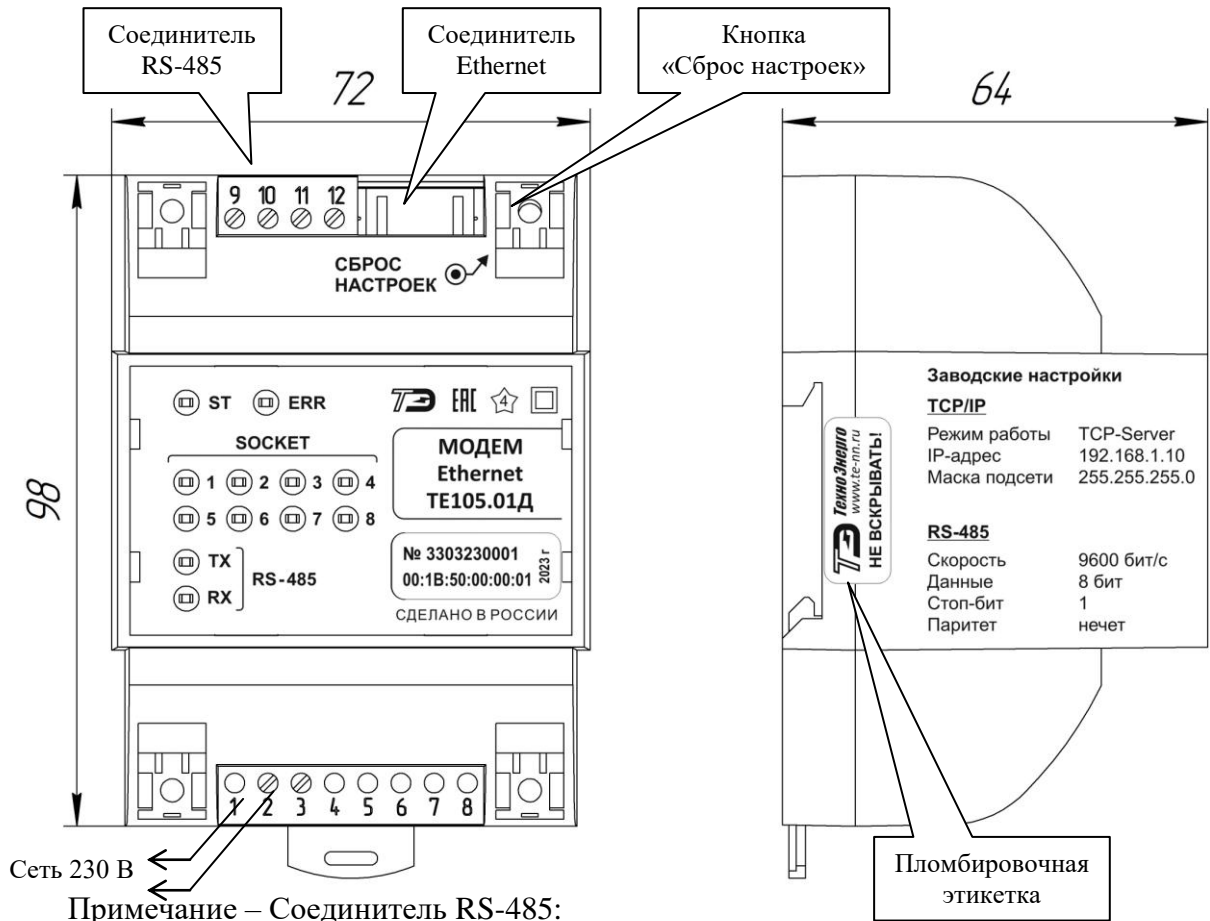 Соединитель
RS-485
Соединитель
Ethernet
Кнопка
«Сброс настроек»
72
64
98
9 10 11 12
СБРОС
НАСТРОЕК
ST ERR
ТЭ ЕАС 4
SOCKET
1 2 3 4
5 6 7 8
TX
RX
RS-485
МОДЕМ
Ethernet
ТЕ105.01Д
№ 3303230001
00:1B:50:00:00:01
2023 г
СДЕЛАНО В РОССИИ
1 2 3 4 5 6 7 8
Сеть 230 В
Примечание – Соединитель RS-485:
ТЭ ТехноЭнерго
www.te-nn.ru
НЕ ВСКРЫВАТЬ!
Заводские настройки
TCP/IP
Режим работы TCP-Server
IP-адрес 192.168.1.10
Маска подсети 255.255.255.0
RS-485
Скорость 9600 бит/с
Данные 8 бит
Стоп-бит 1
Паритет нечет
Пломбировочная
этикетка